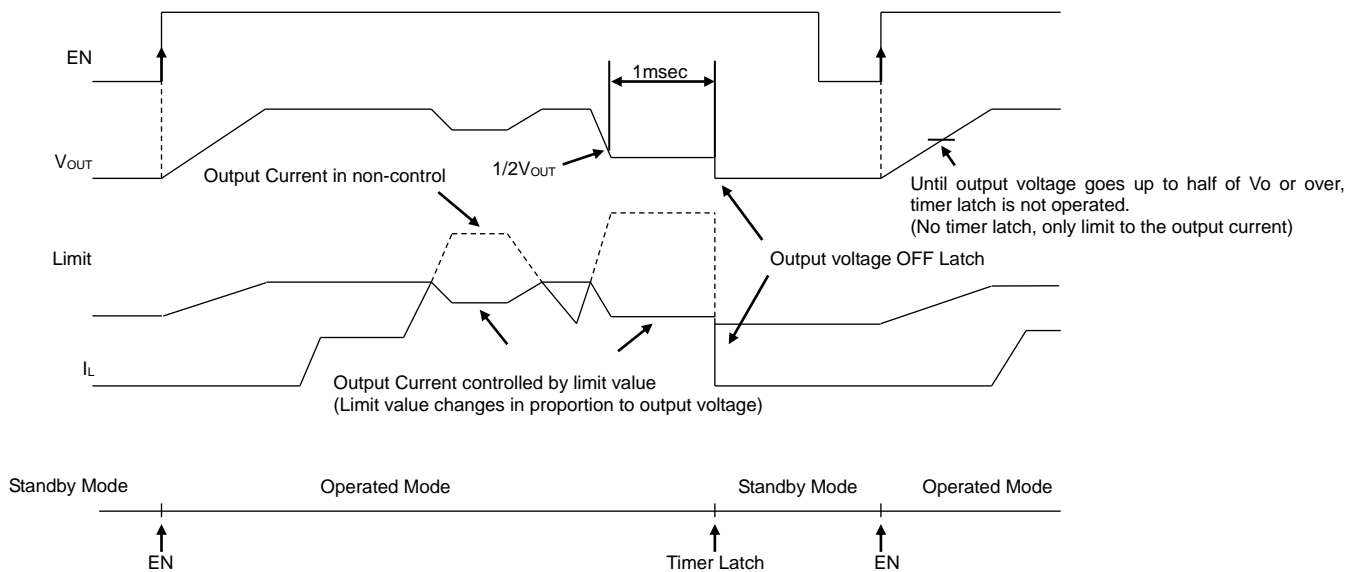 EN
1msec
VOUT
1/2VOUT
Output Current in non-control
Until output voltage goes up to half of Vo or over,
timer latch is not operated.
(No timer latch, only limit to the output current)
Limit
Output voltage OFF Latch
IL
Output Current controlled by limit value
(Limit value changes in proportion to output voltage)
Standby Mode
Operated Mode
Standby Mode
Operated Mode
EN
Timer Latch
EN